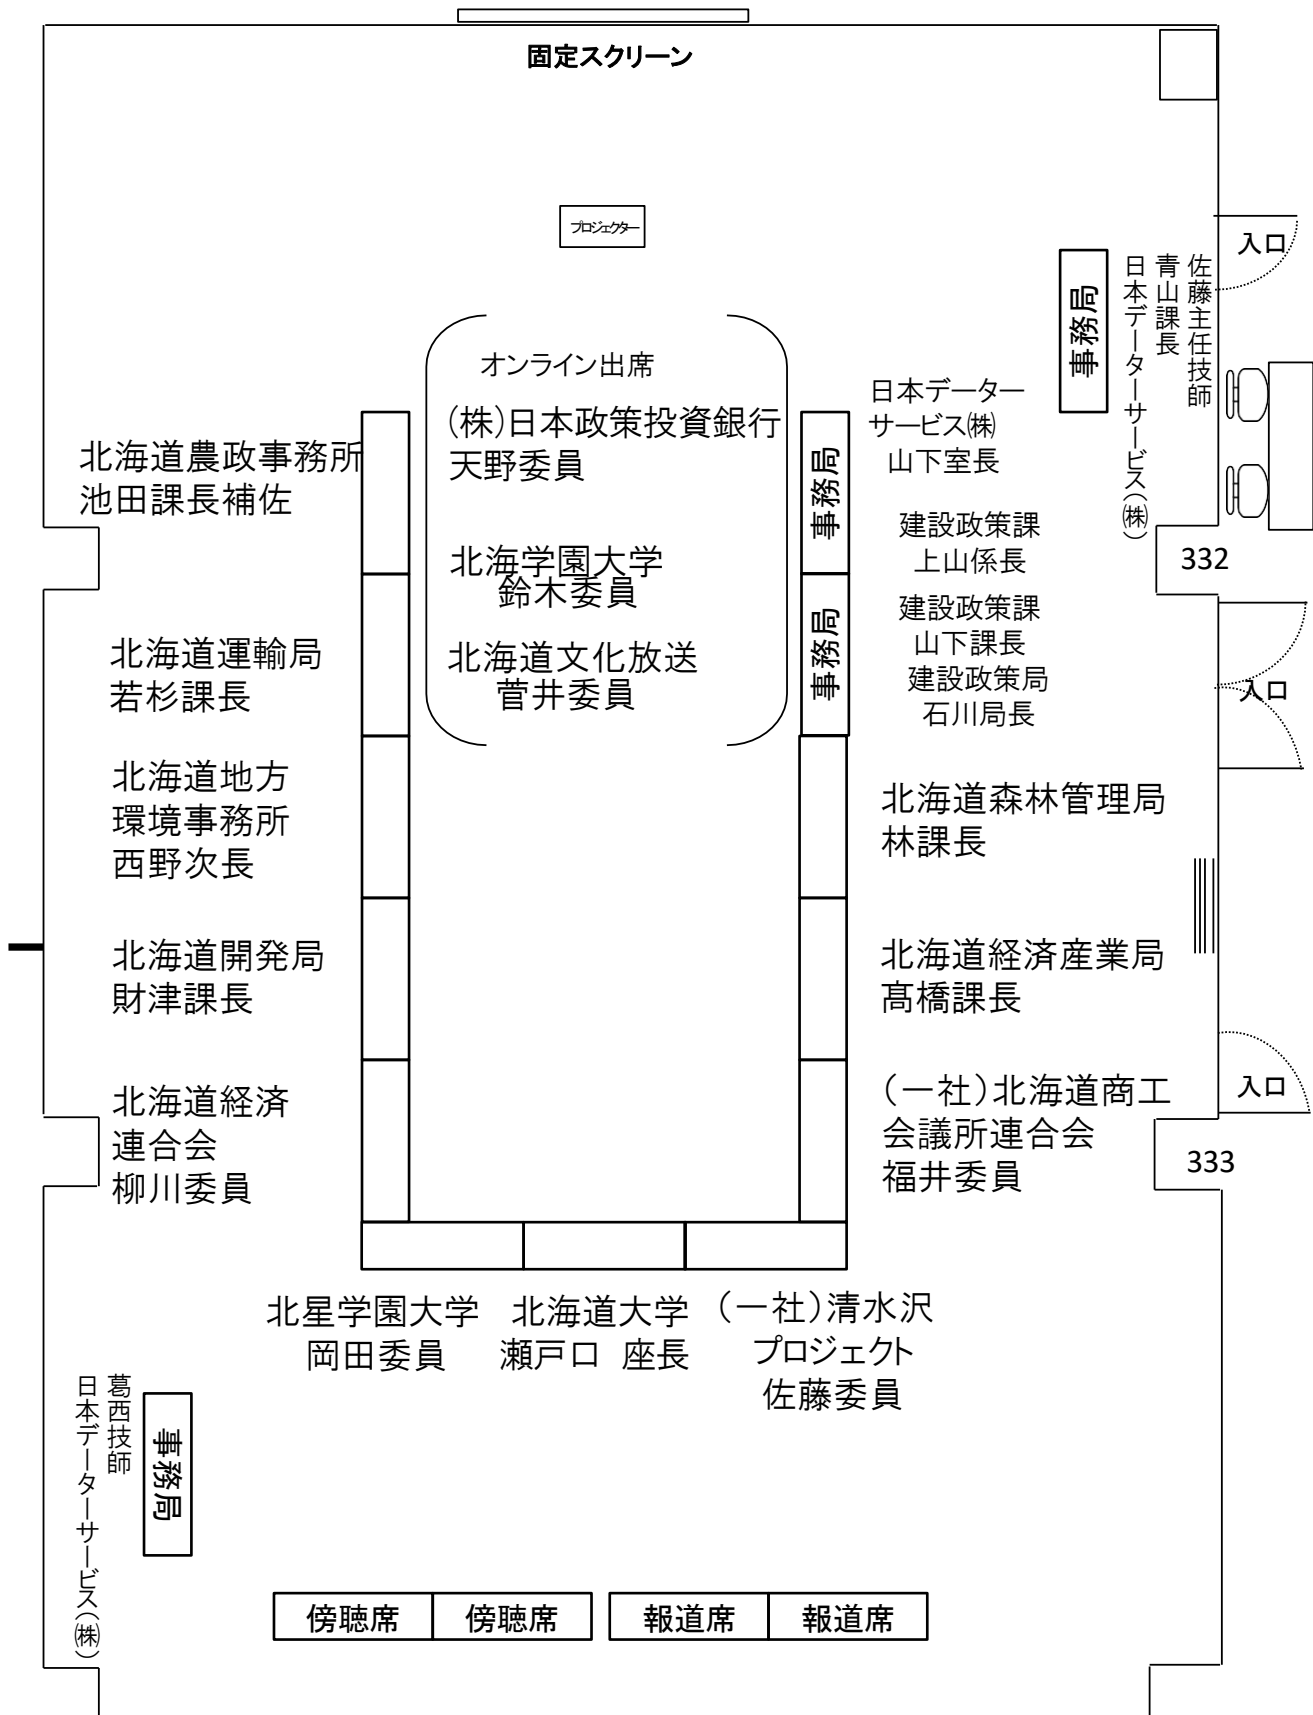 固定スクリーン
プロジェクター
入口
事務局
佐藤主任技師
青山課長
日本データーサービス(株)
オンライン出席
(株)日本政策投資銀行
天野委員
北海学園大学
鈴木委員
北海道文化放送
菅井委員
北海道農政事務所
池田課長補佐
北海道運輸局
若杉課長
北海道地方
環境事務所
西野次長
北海道開発局
財津課長
北海道経済
連合会
柳川委員
事務局
事務局
日本データー
サービス㈱
山下室長
建設政策課
上山係長
建設政策課
山下課長
建設政策局
石川局長
332
入口
北海道森林管理局
林課長
北海道経済産業局
髙橋課長
(一社)北海道商工
会議所連合会
福井委員
入口
333
北星学園大学
岡田委員
北海道大学
瀬戸口 座長
(一社)清水沢
プロジェクト
佐藤委員
葛西技師
日本データーサービス(株)
事務局
傍聴席
傍聴席
報道席
報道席